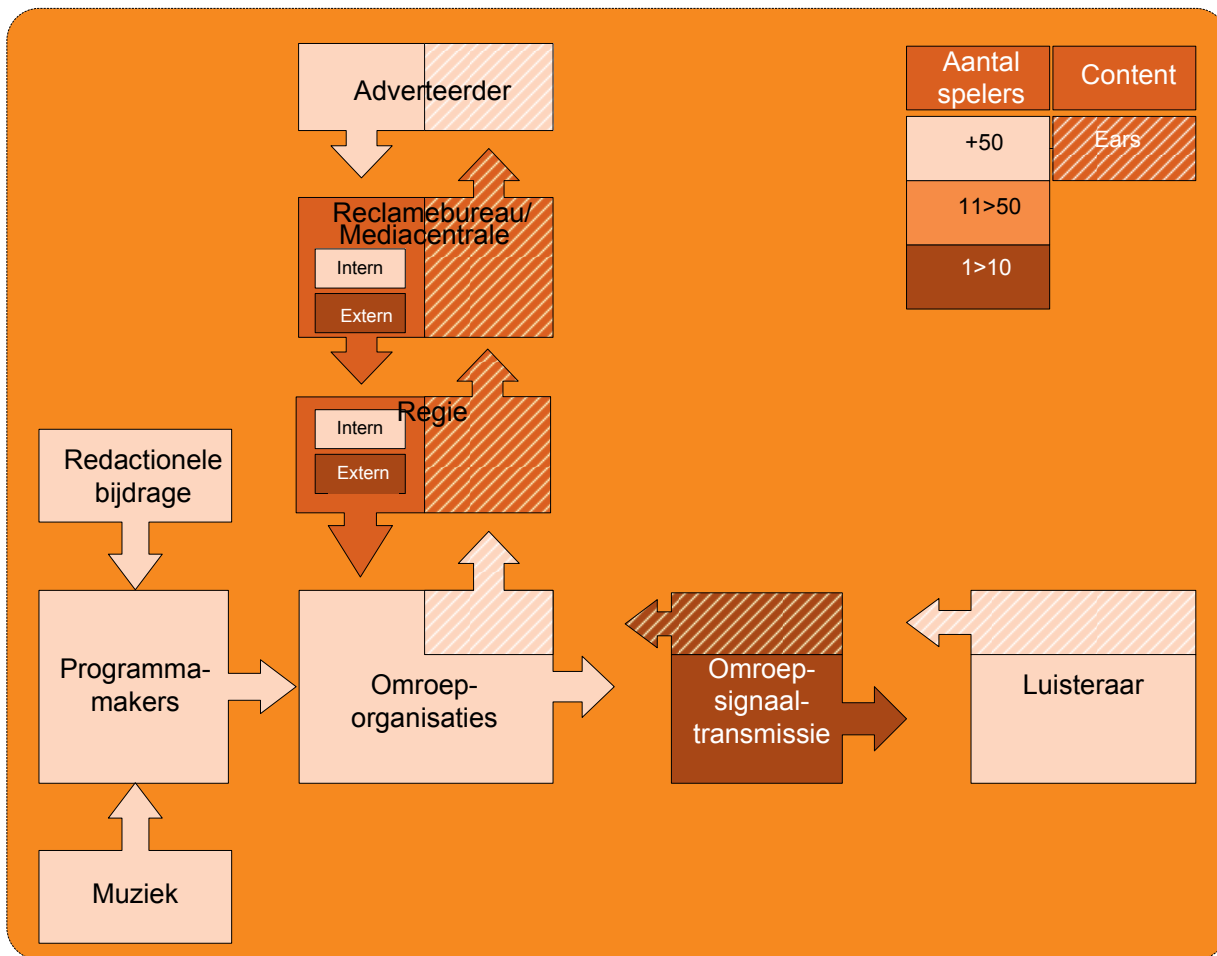 Adverteerder
Aantal
spelers
Content
+50
Ears
11>50
1>10
Reclamebureau/
Mediacentrale
Intern
Extern
Regie
Intern
Extern
Redactionele
bijdrage
Programma-
makers
Omroep-
organisaties
Omroep-
signaal-
transmissie
Luisteraar
Muziek